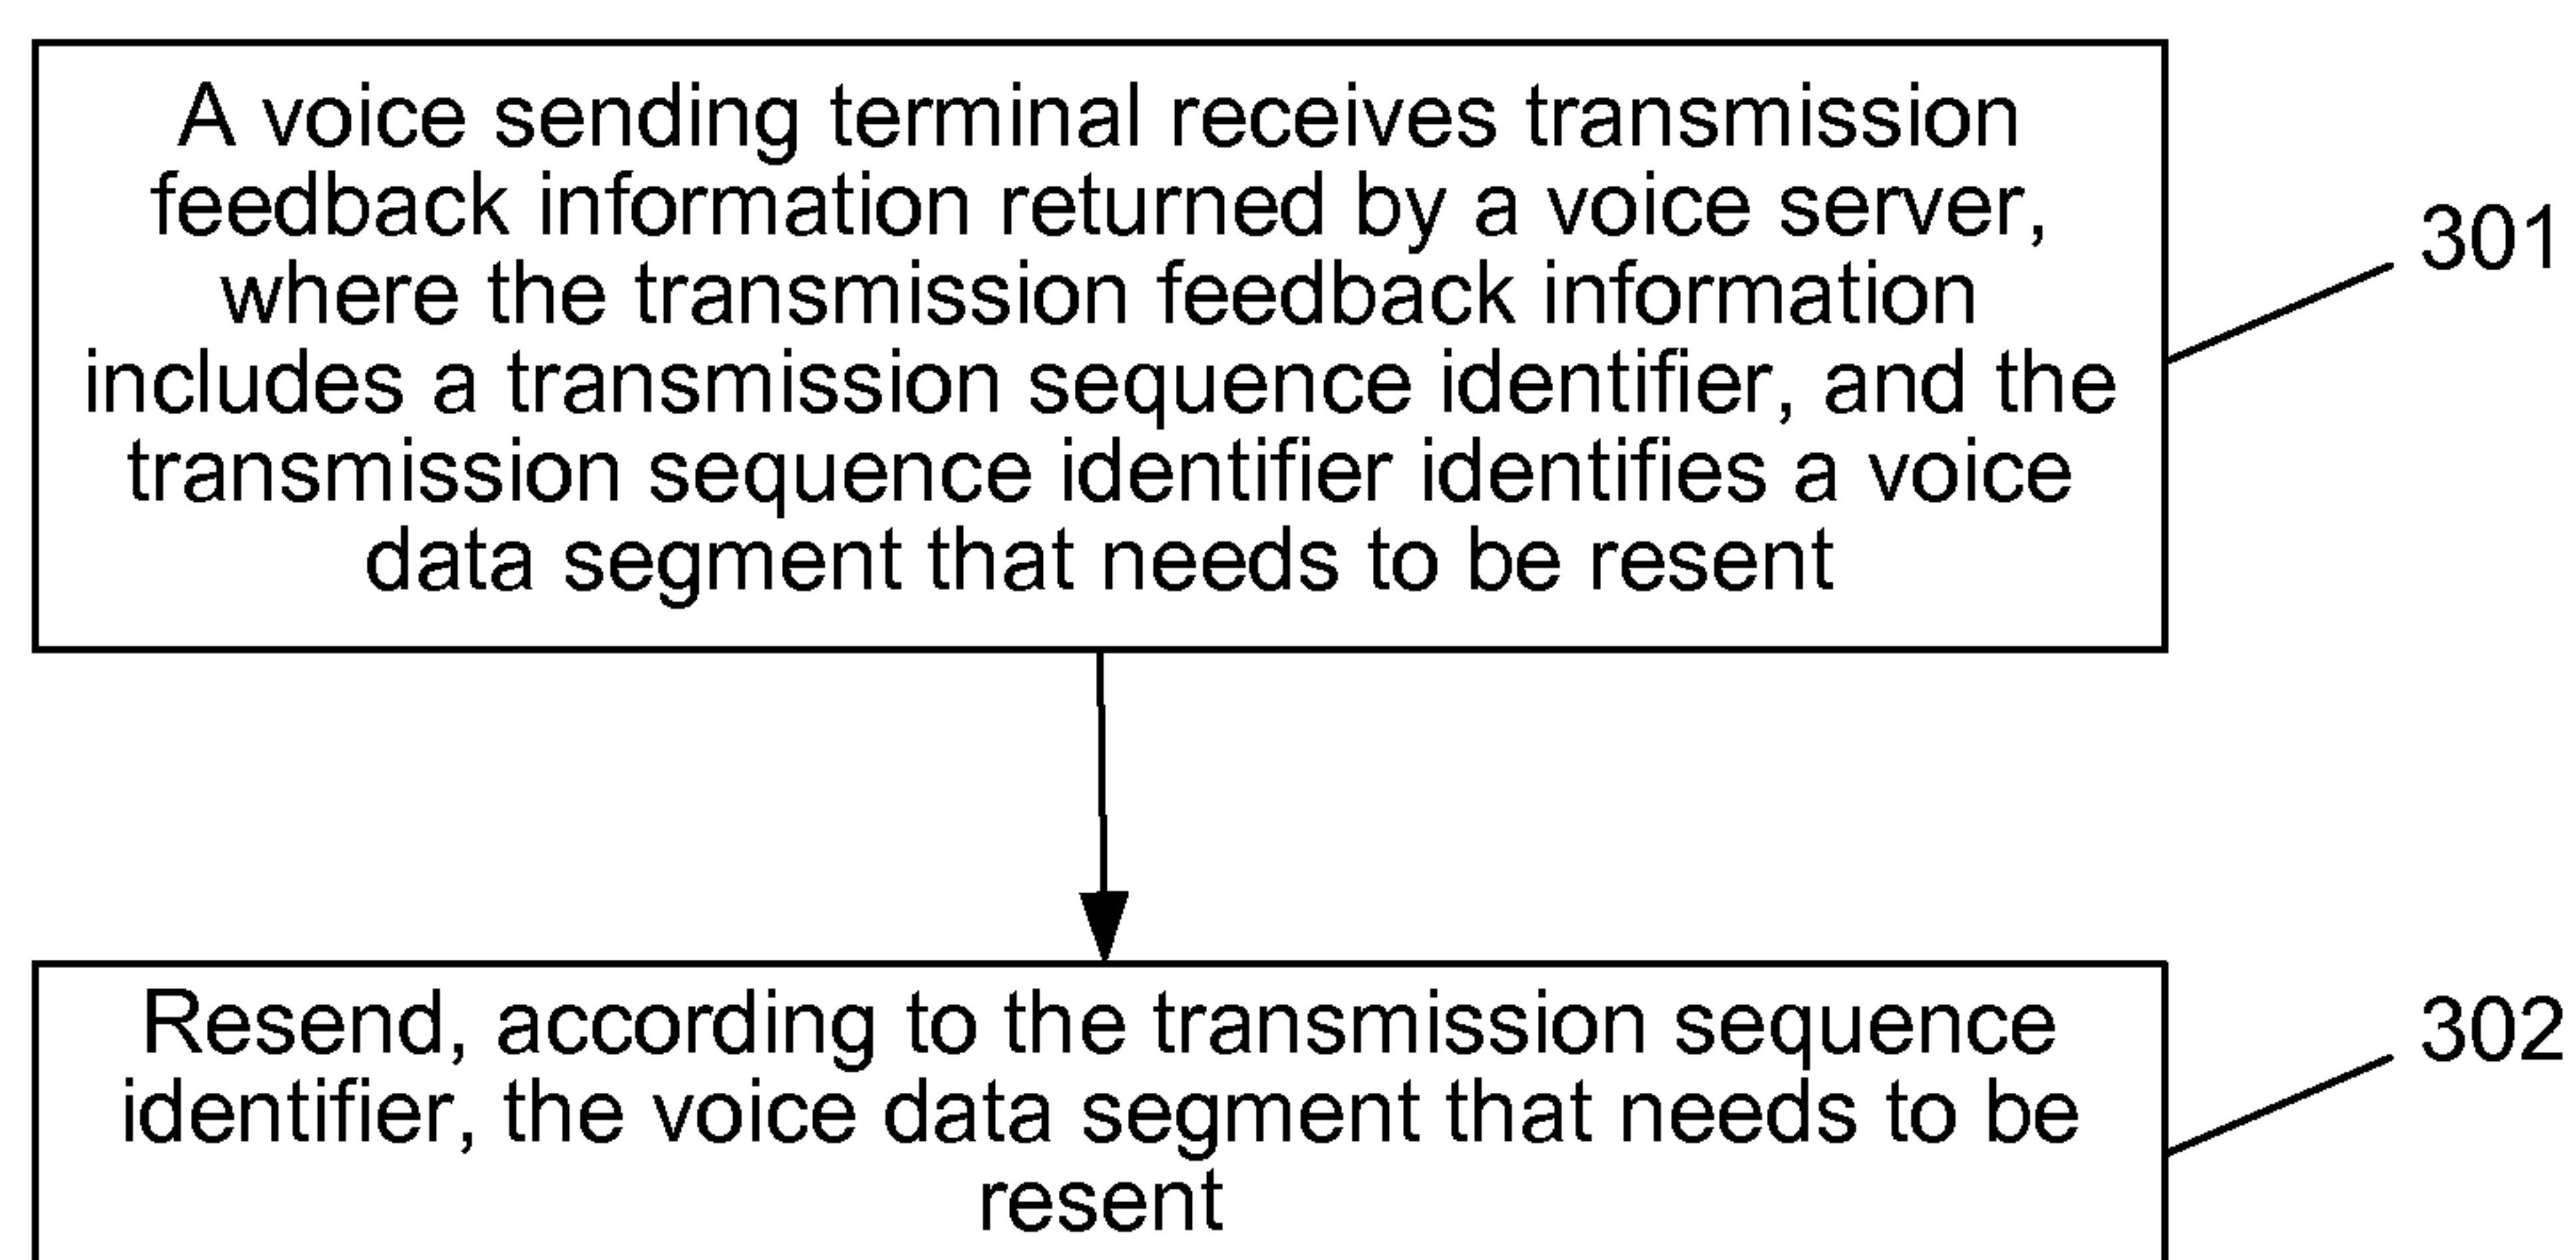 A voice sending terminal receives transmission
feedback information returned by a voice server,
where the transmission feedback information
includes a transmission sequence identifier, and the
transmission sequence identifier identifies a voice
data segment that needs to be resent
301
Resend, according to the transmission sequence
identifier, the voice data segment that needs to be
resent
302